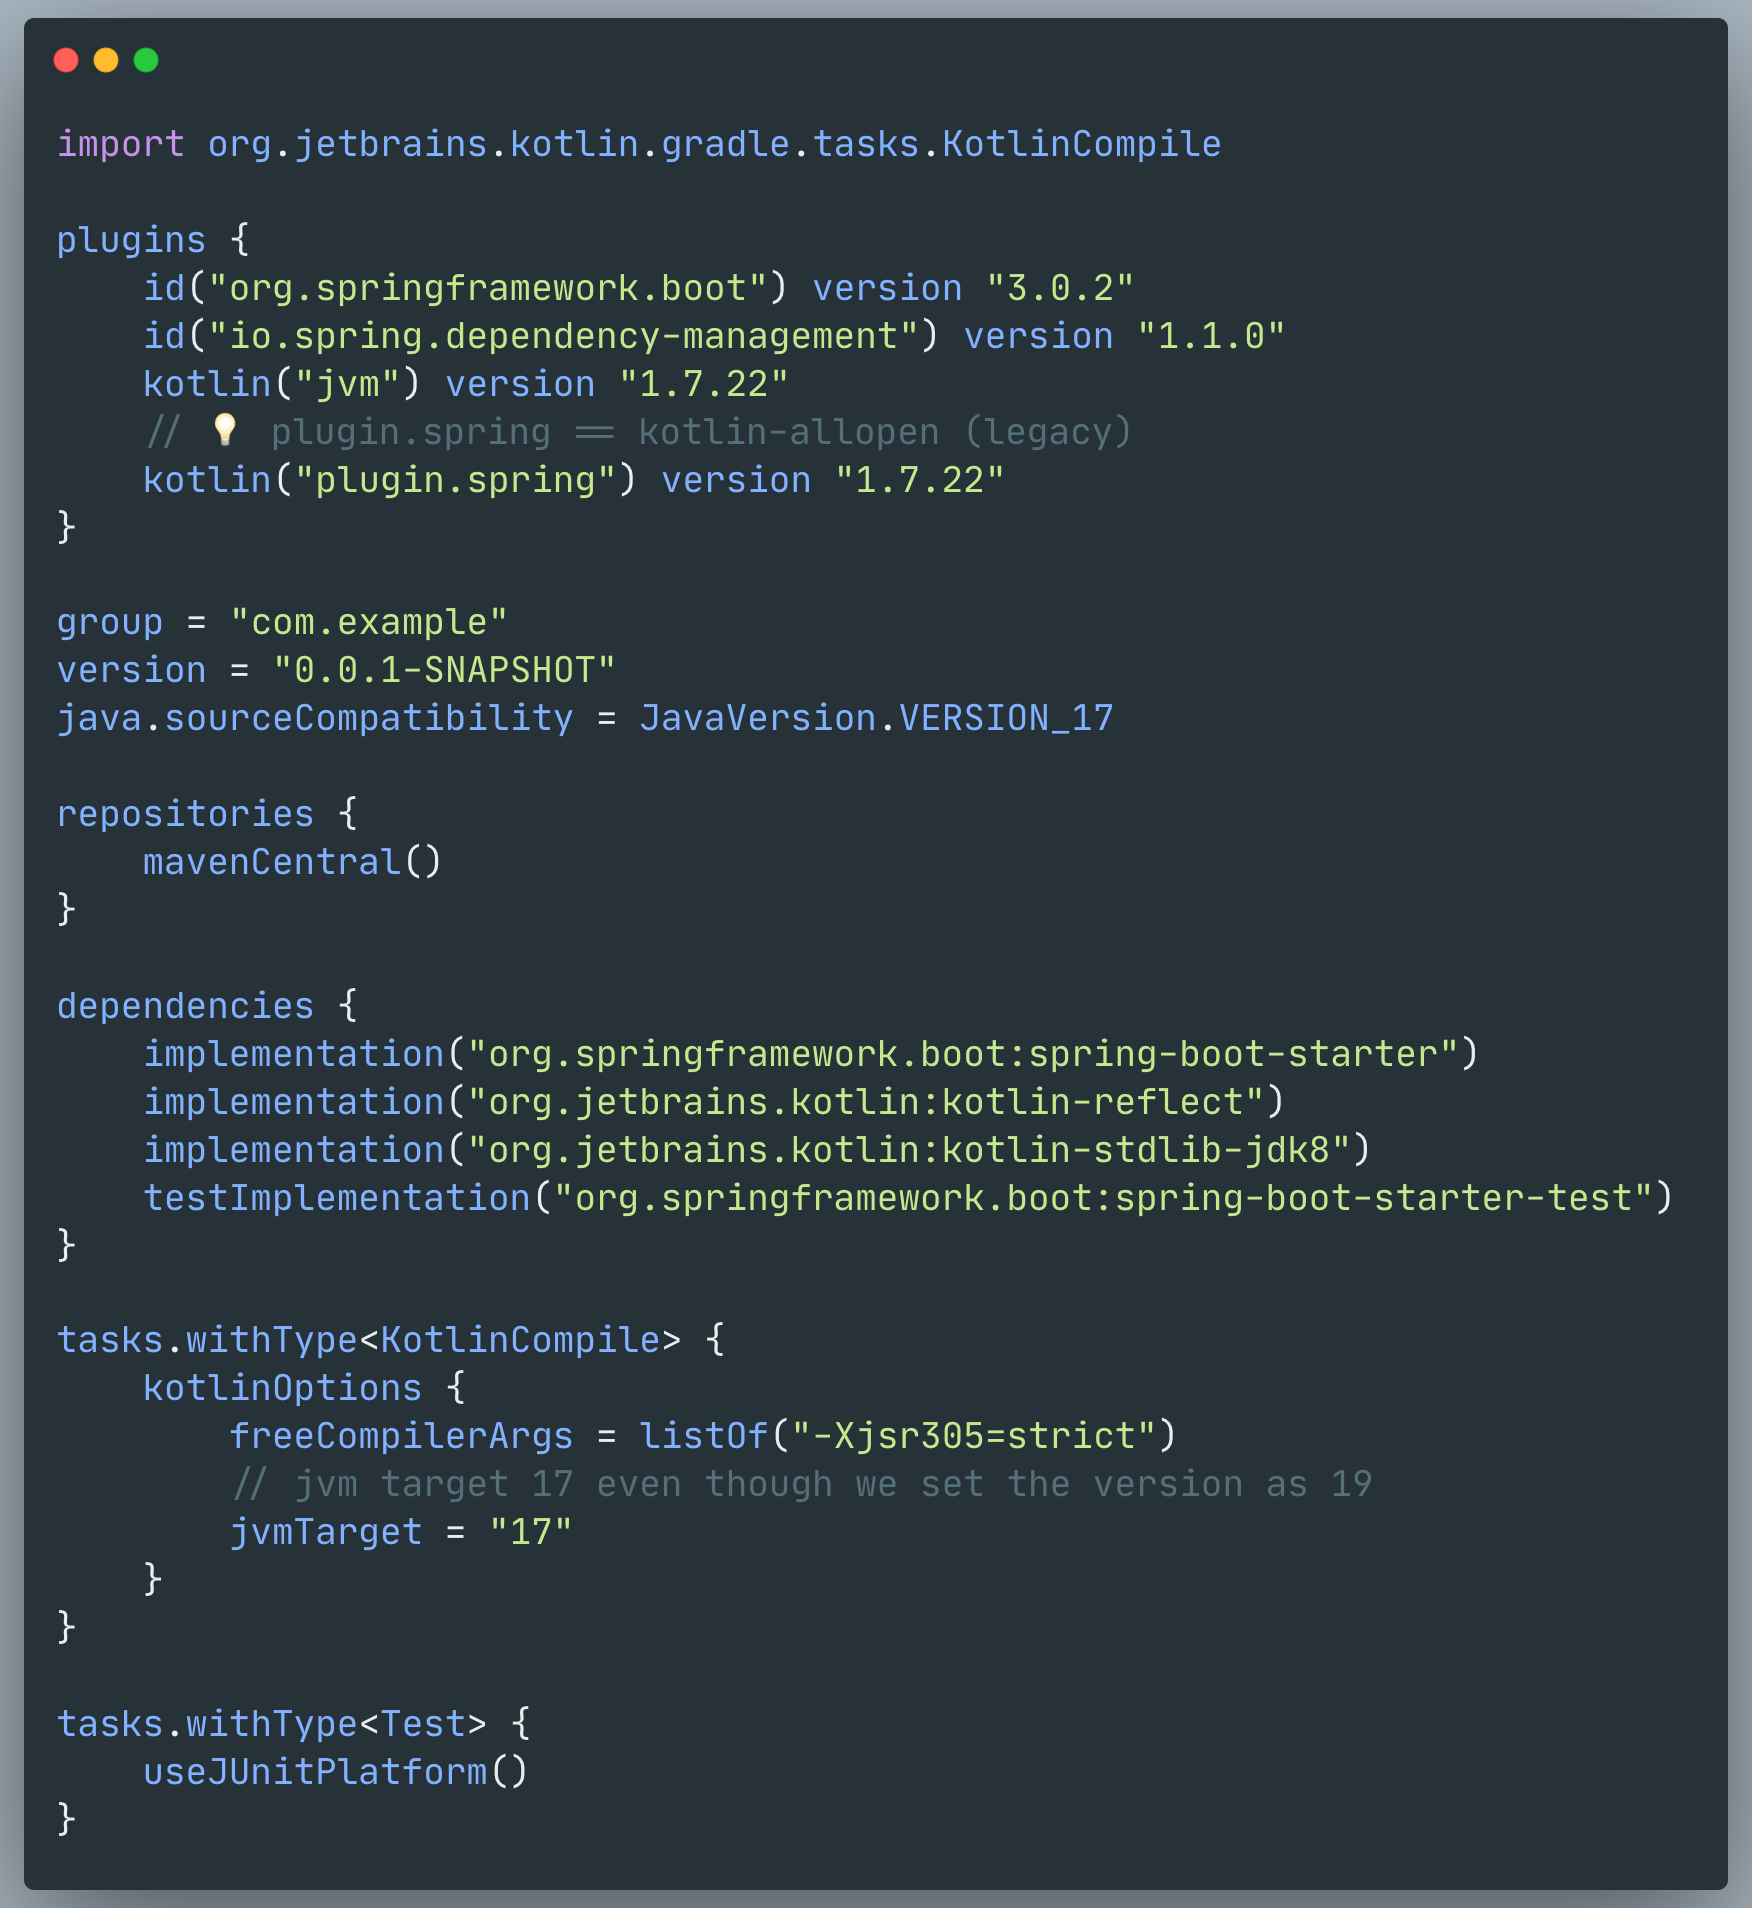 import org.jetbrains.kotlin.gradle.tasks.KotlinCompile
plugins {
    id("org.springframework.boot") version "3.0.2"
    id("io.spring.dependency-management") version "1.1.0"
    kotlin("jvm") version "1.7.22"
    // 💡 plugin.spring == kotlin-allopen (legacy)
    kotlin("plugin.spring") version "1.7.22"
}
group = "com.example"
version = "0.0.1-SNAPSHOT"
java.sourceCompatibility = JavaVersion.VERSION_17
repositories {
    mavenCentral()
}
dependencies {
    implementation("org.springframework.boot:spring-boot-starter")
    implementation("org.jetbrains.kotlin:kotlin-reflect")
    implementation("org.jetbrains.kotlin:kotlin-stdlib-jdk8")
    testImplementation("org.springframework.boot:spring-boot-starter-test")
}
tasks.withType<KotlinCompile> {
    kotlinOptions {
        freeCompilerArgs = listOf("-Xjsr305=strict")
        // jvm target 17 even though we set the version as 19
        jvmTarget = "17"
    }
}
tasks.withType<Test> {
    useJUnitPlatform()
}